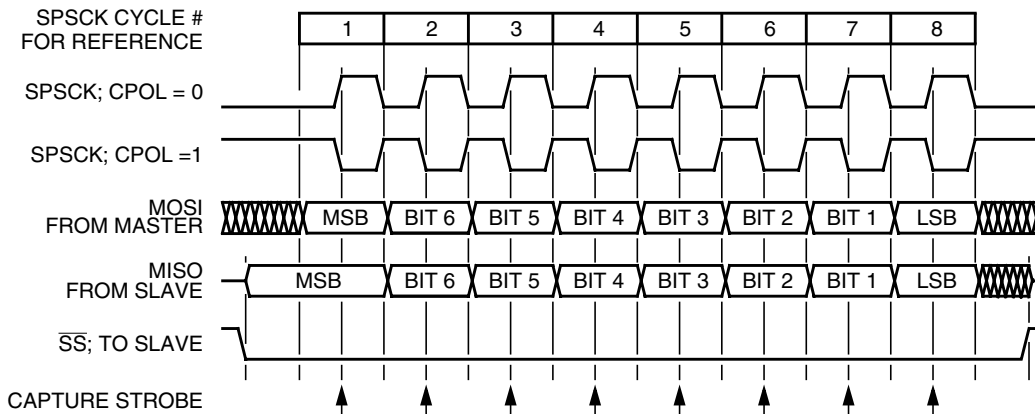 SPSCK CYCLE #
FOR REFERENCE
1 2 3 4 5 6 7 8
SPSCK; CPOL = 0
SPSCK; CPOL =1
MOSI
FROM MASTER
MSB BIT 6 BIT 5 BIT 4 BIT 3 BIT 2 BIT 1 LSB
MISO
FROM SLAVE
MSB BIT 6 BIT 5 BIT 4 BIT 3 BIT 2 BIT 1 LSB
SS; TO SLAVE
CAPTURE STROBE